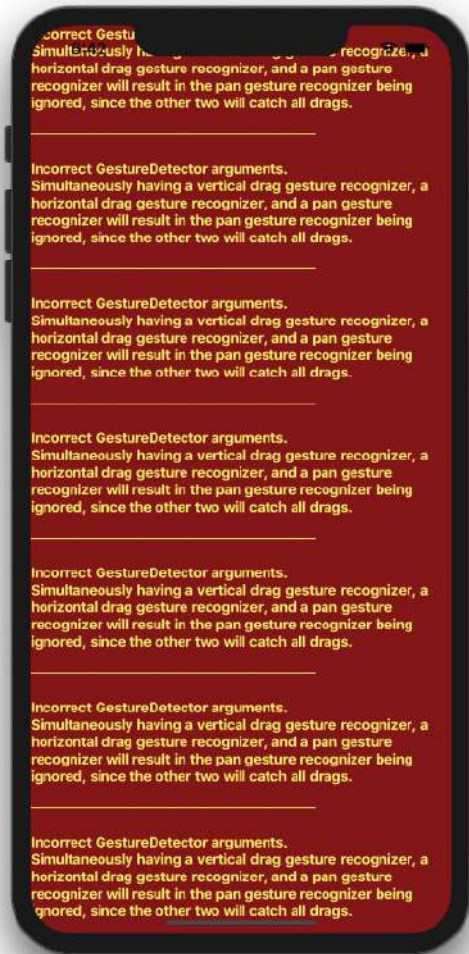 Incorrect Gestu
Simultaneously
horizontal drag gesture recognizer, and a pan gesture
recognizer will result in the pan gesture recognizer being
ignored, since the other two will catch all drags.
Incorrect GestureDetector arguments.
Simultaneously having a vertical drag gesture recognizer, a
horizontal drag gesture recognizer, and a pan gesture
recognizer will result in the pan gesture recognizer being
ignored, since the other two will catch all drags.
Incorrect GestureDetector arguments.
Simultaneously having a vertical drag gesture recognizer, a
horizontal drag gesture recognizer, and a pan gesture
recognizer will result in the pan gesture recognizer being
ignored, since the other two will catch all drags.
Incorrect GestureDetector arguments.
Simultaneously having a vertical drag gesture recognizer, a
horizontal drag gesture recognizer, and a pan gesture
recognizer will result in the pan gesture recognizer being
ignored, since the other two will catch all drags.
Incorrect GestureDetector arguments.
Simultaneously having a vertical drag gesture recognizer, a
horizontal drag gesture recognizer, and a pan gesture
recognizer will result in the pan gesture recognizer being
ignored, since the other two will catch all drags.
Incorrect GestureDetector arguments.
Simultaneously having a vertical drag gesture recognizer, a
horizontal drag gesture recognizer, and a pan gesture
recognizer will result in the pan gesture recognizer being
ignored, since the other two will catch all drags.
Incorrect GestureDetector arguments.
Simultaneously having a vertical drag gesture recognizer, a
horizontal drag gesture recognizer, and a pan gesture
recognizer will result in the pan gesture recognizer being
ignored, since the other two will catch all drags.